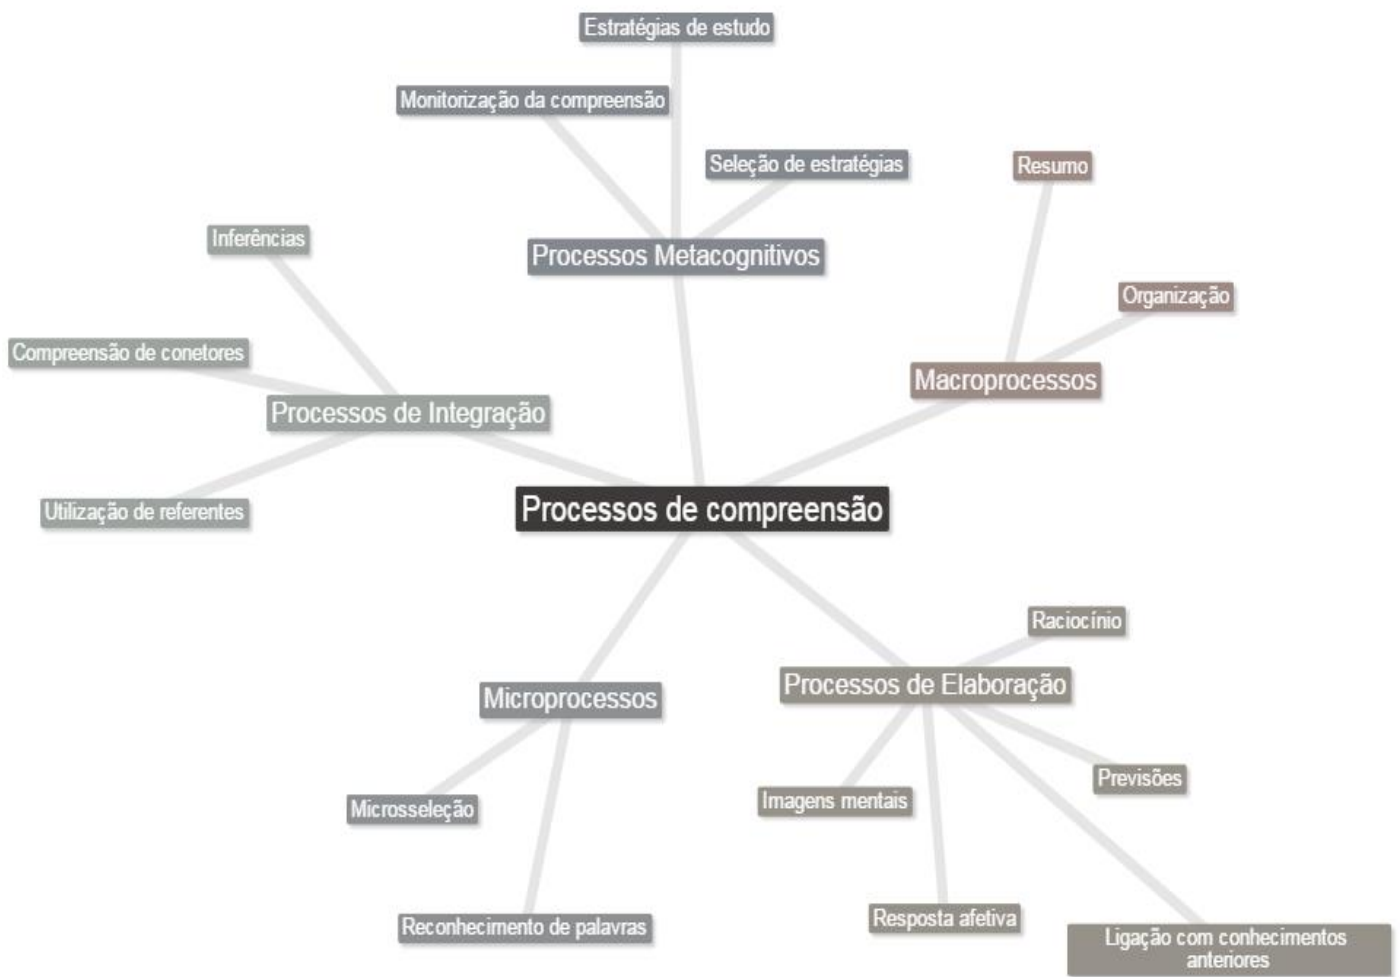 Estratégias de estudo
Monitorização da compreensão
Seleção de estratégias
Resumo
Inferências
Processos Metacognitivos
Organização
Compreensão de conetores
Macroprocessos
Processos de Integração
Utilização de referentes
Processos de compreensão
Raciocínio
Processos de Elaboração
Microprocessos
Previsões
Imagens mentais
Microsseleção
Resposta afetiva
Reconhecimento de palavras
Ligação com conhecimentos
anteriores